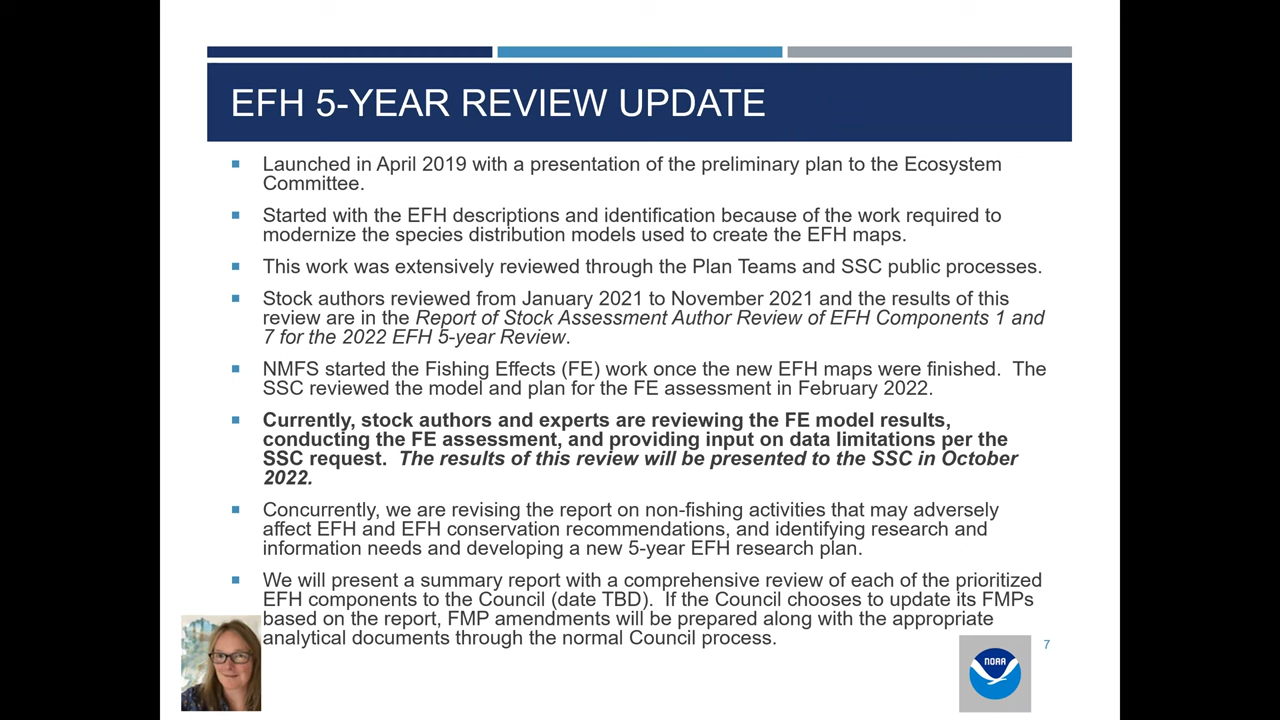 EFH 5-YEAR REVIEW UPDATE
Launched in April 2019 with a presentation of the preliminary plan to the Ecosystem
Committee.
Started with the EFH descriptions and identification because of the work required to
modernize the species distribution models used to create the EFH maps.
This work was extensively reviewed through the Plan Teams and SSC public processes.
Stock authors reviewed from January 2021 to November 2021 and the results of this
review are in the Report of Stock Assessment Author Review of EFH Components 1 and
7 for the 2022 EFH 5-year Review.
NMFS started the Fishing Effects (FE) work once the new EFH maps were finished.  The
SSC reviewed the model and plan for the FE assessment in February 2022.
Currently, stock authors and experts are reviewing the FE model results,
conducting the FE assessment, and providing input on data limitations per the
SSC request.  The results of this review will be presented to the SSC in October
2022.
Concurrently, we are revising the report on non-fishing activities that may adversely
affect EFH and EFH conservation recommendations, and identifying research and
information needs and developing a new 5-year EFH research plan.
We will present a summary report with a comprehensive review of each of the prioritized
EFH components to the Council (date TBD).  If the Council chooses to update its FMPs
based on the report, FMP amendments will be prepared along with the appropriate
analytical documents through the normal Council process.
7
NOAA